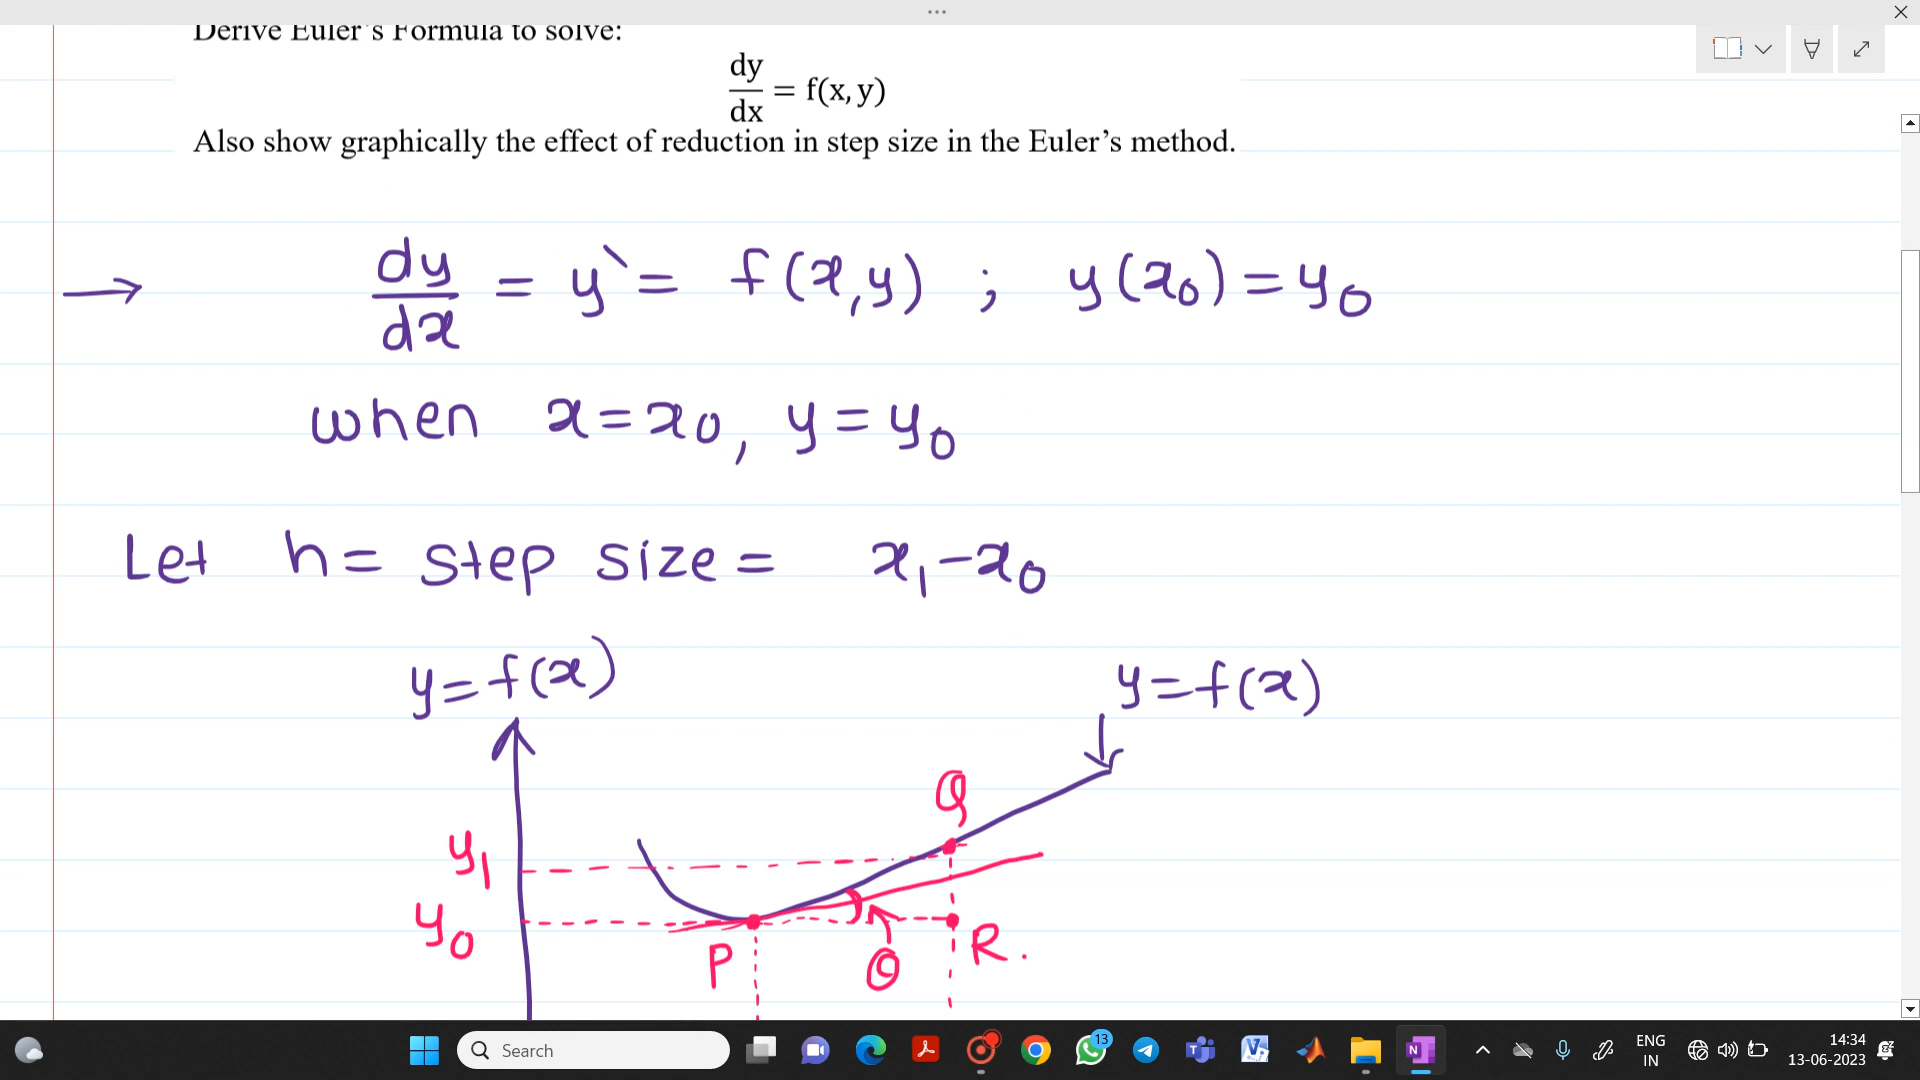 Derive Euler's Formula to solve:
dy
dx
= f(x, y)
Also show graphically the effect of reduction in step size in the Euler's method.
dy
dx
= y` = f(x,y) ; y(x0) = y0
when x = x0, y = y0
Let h = step size = x1 - x0
y = f(x)
y = f(x)
Q
y1
y0
P
θ
R.
Search
13
ENG
IN
14:34
13-06-2023